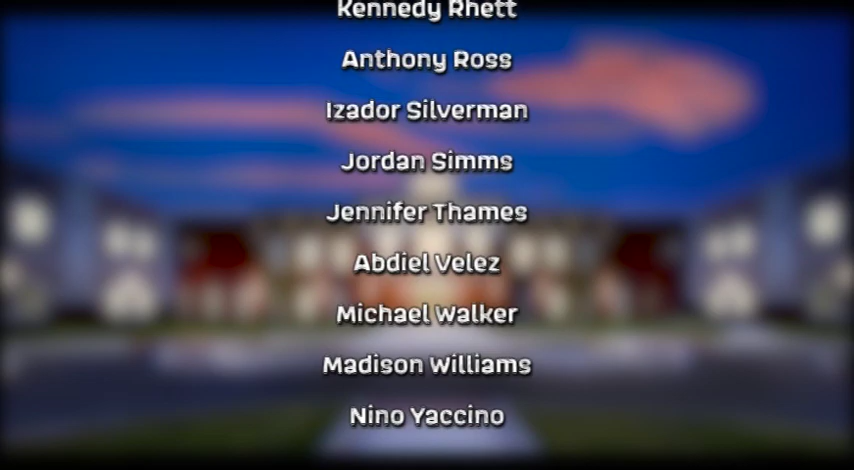 Kennedy Rhett
Anthony Ross
Izador Silverman
Jordan Simms
Jennifer Thames
Abdiel Velez
Michael Walker
Madison Williams
Nino Yaccino